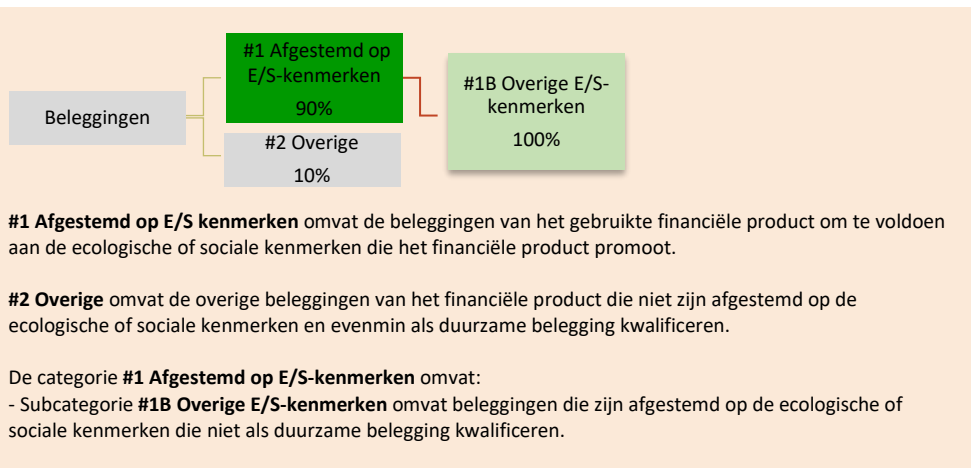 Beleggingen
#1 Afgestemd op
E/S-kenmerken
90%
#2 Overige
10%
#1B Overige E/S-
kenmerken
100%
#1 Afgestemd op E/S kenmerken omvat de beleggingen van het gebruikte financiële product om te voldoen
aan de ecologische of sociale kenmerken die het financiële product promoot.
#2 Overige omvat de overige beleggingen van het financiële product die niet zijn afgestemd op de
ecologische of sociale kenmerken en evenmin als duurzame belegging kwalificeren.
De categorie #1 Afgestemd op E/S-kenmerken omvat:
- Subcategorie #1B Overige E/S-kenmerken omvat beleggingen die zijn afgestemd op de ecologische of
sociale kenmerken die niet als duurzame belegging kwalificeren.